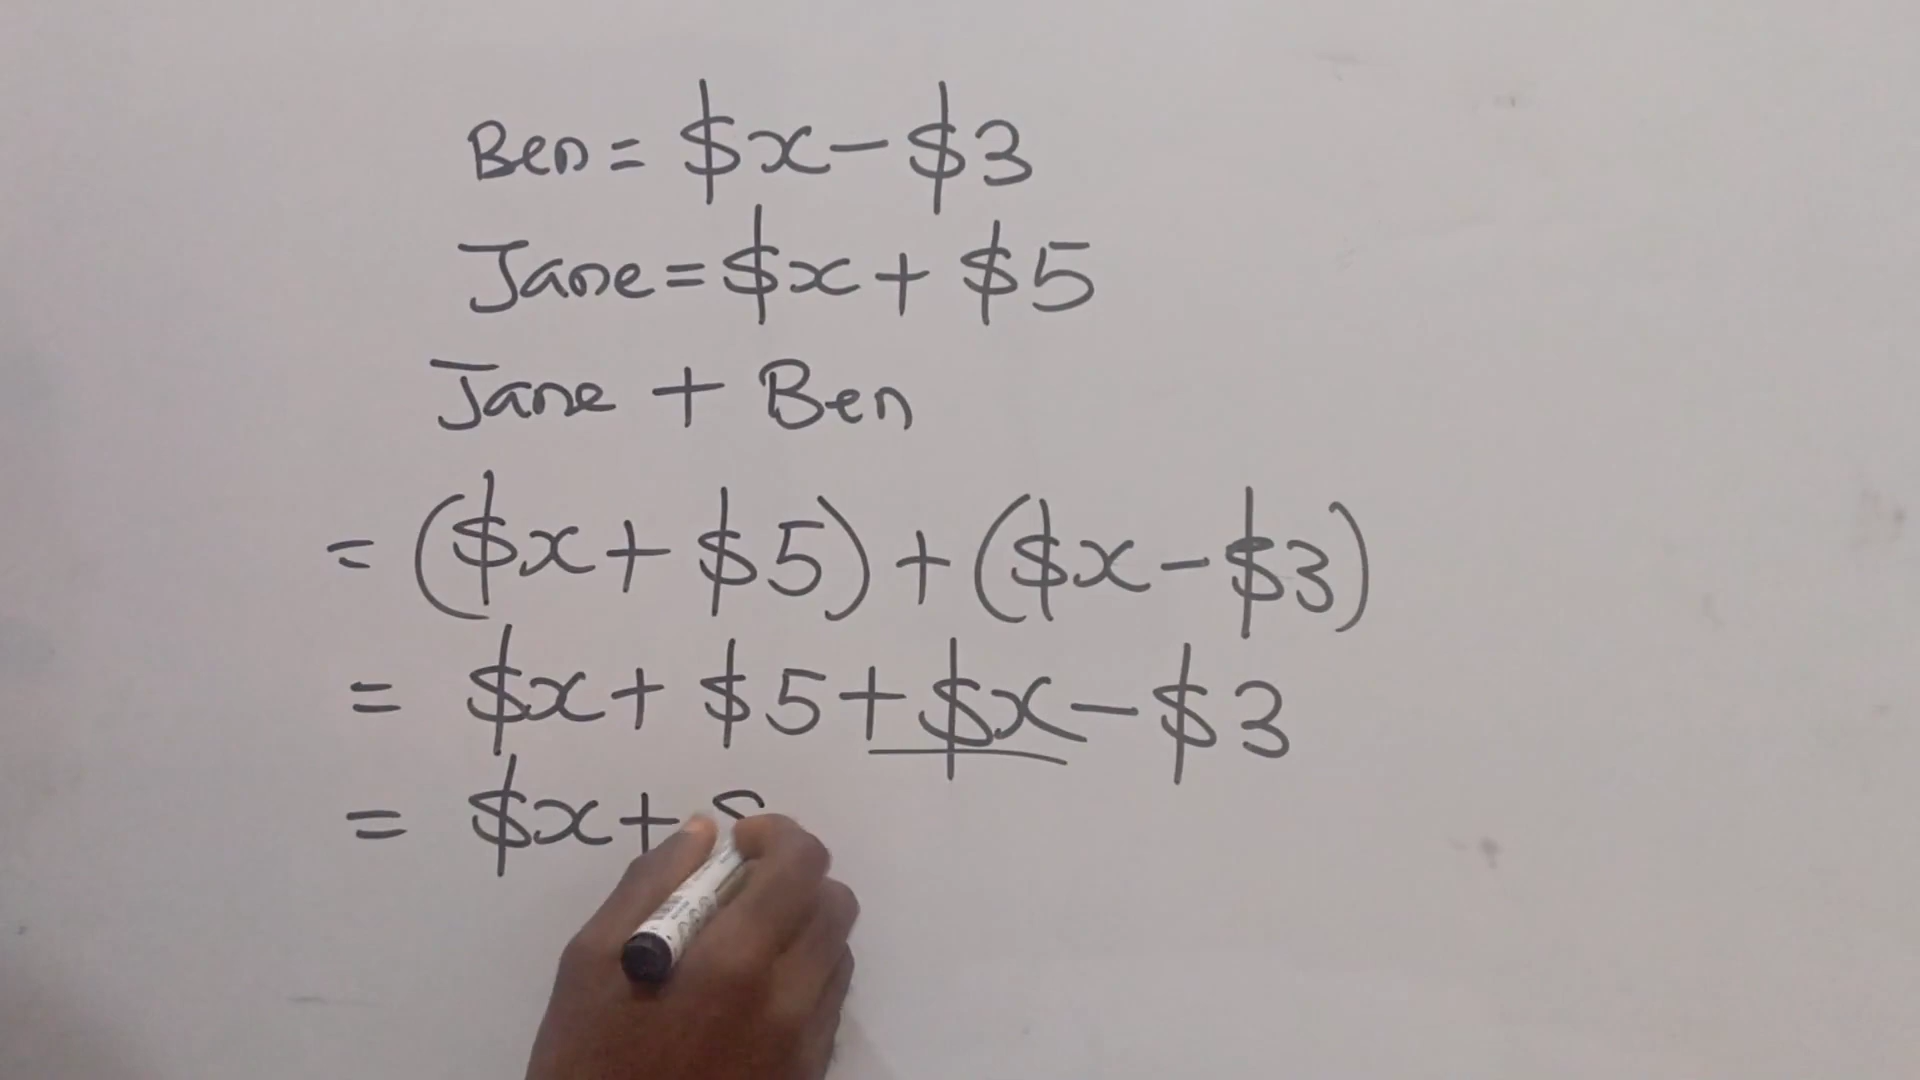 Ben = $x - $3
Jane = $x + $5
Jane + Ben
= ($x + $5) + ($x - $3)
= $x + $5 + $x - $3
= $x +